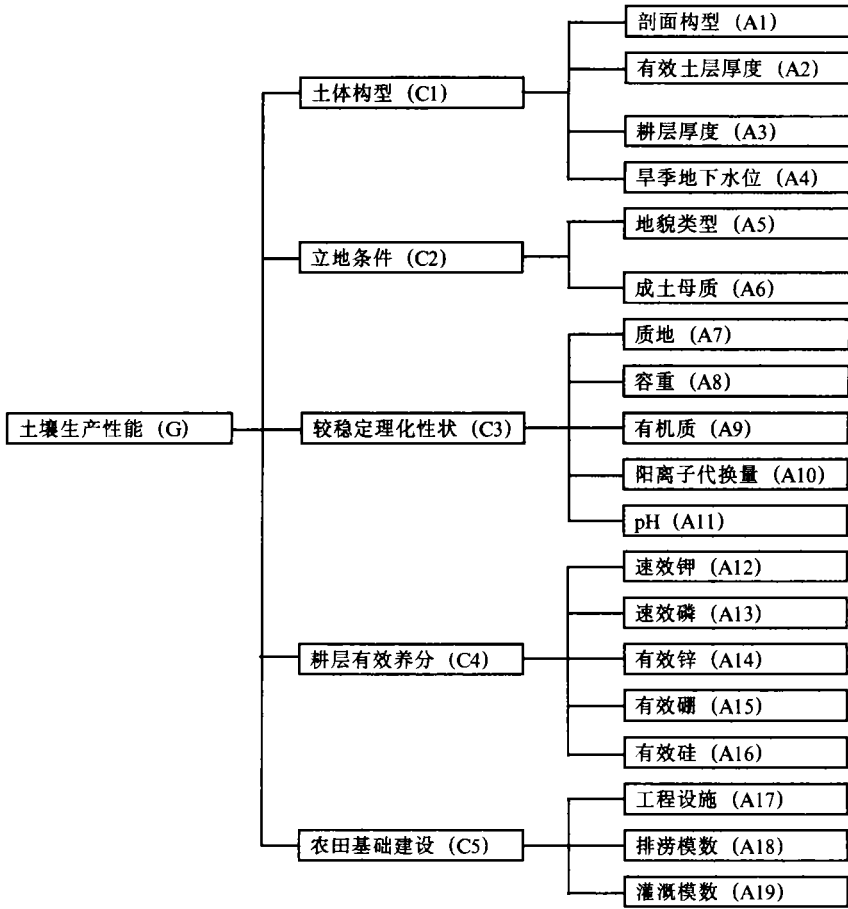 土壤生产性能 (G)
土体构型 (C1)
剖面构型 (A1)
有效土层厚度 (A2)
耕层厚度 (A3)
旱季地下水位 (A4)
立地条件 (C2)
地貌类型 (A5)
成土母质 (A6)
较稳定理化性状 (C3)
质地 (A7)
容重 (A8)
有机质 (A9)
阳离子代换量 (A10)
pH (A11)
耕层有效养分 (C4)
速效钾 (A12)
速效磷 (A13)
有效锌 (A14)
有效硼 (A15)
有效硅 (A16)
农田基础建设 (C5)
工程设施 (A17)
排涝模数 (A18)
灌溉模数 (A19)